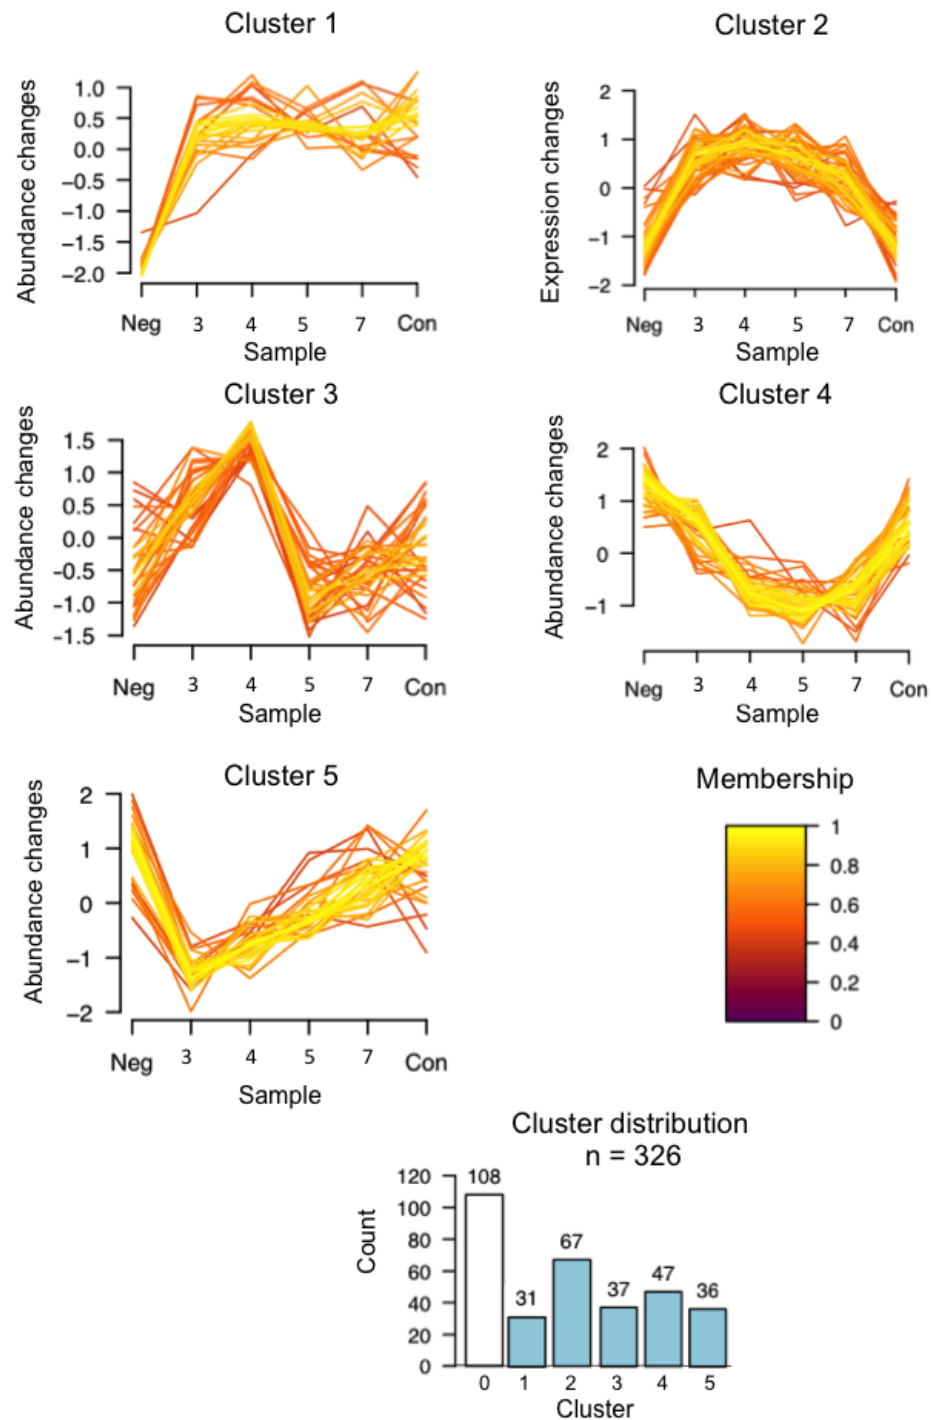 Cluster 1
Abundance changes
1.0
0.5
0.0
−0.5
−1.0
−1.5
−2.0
Neg 3 4 5 7 Con
Sample
Cluster 2
Expression changes
2
1
0
−1
−2
Neg 3 4 5 7 Con
Sample
Cluster 3
Abundance changes
1.5
1.0
0.5
0.0
−0.5
−1.0
−1.5
Neg 3 4 5 7 Con
Sample
Cluster 4
Abundance changes
2
1
0
−1
Neg 3 4 5 7 Con
Sample
Cluster 5
Abundance changes
2
1
0
−1
−2
Neg 3 4 5 7 Con
Sample
Membership
1
0.8
0.6
0.4
0.2
0
Cluster distribution
n = 326
Count
120
100
80
60
40
20
0
108
31
67
37
47
36
0 1 2 3 4 5
Cluster